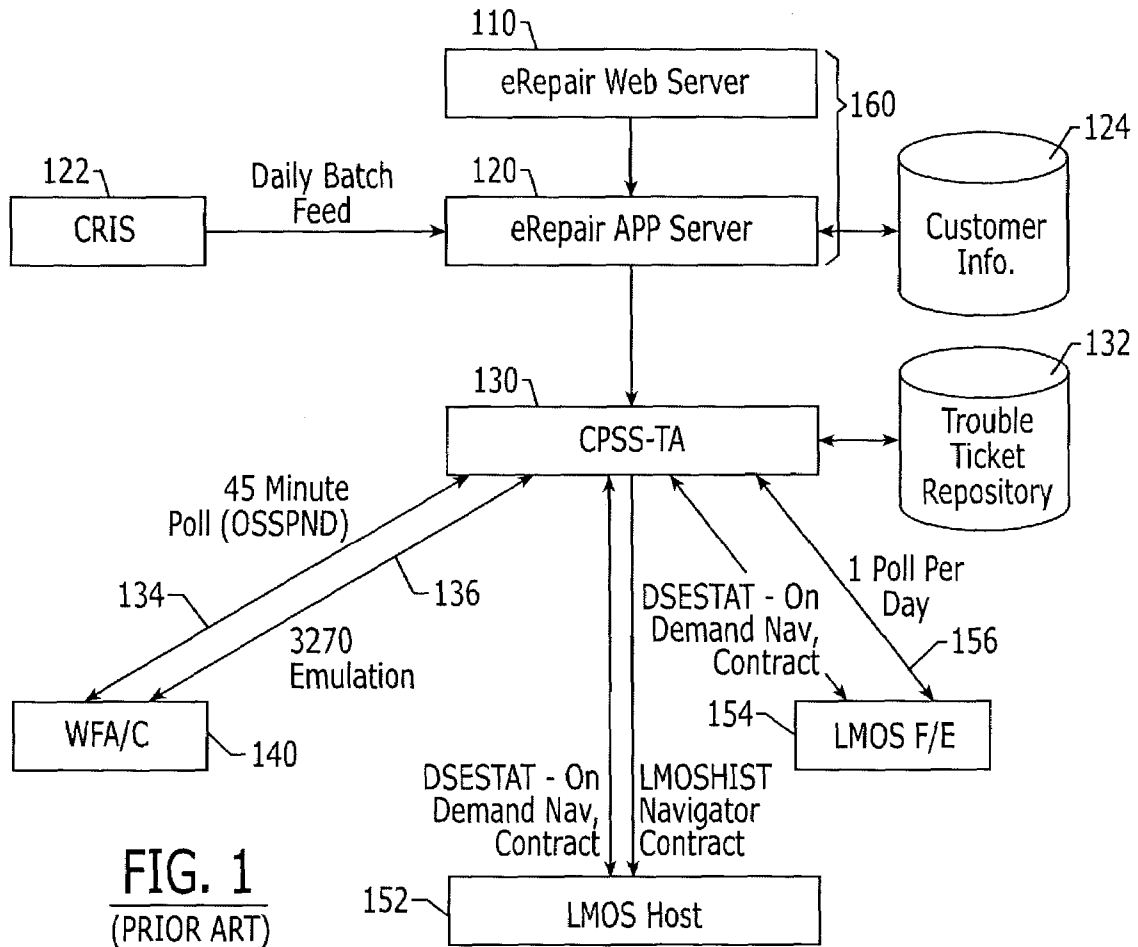 110
eRepair Web Server
160
124
122
Daily Batch
Feed
120
CRIS
eRepair APP Server
Customer
Info.
132
130
CPSS-TA
Trouble
Ticket
Repository
45 Minute
Poll (OSSPND)
134
136
3270
Emulation
DSESTAT - On
Demand Nav,
Contract
1 Poll Per
Day
156
WFA/C
140
154
LMOS F/E
DSESTAT - On
Demand Nav,
Contract
LMOSHIST
Navigator
Contract
152
LMOS Host
FIG. 1
(PRIOR ART)